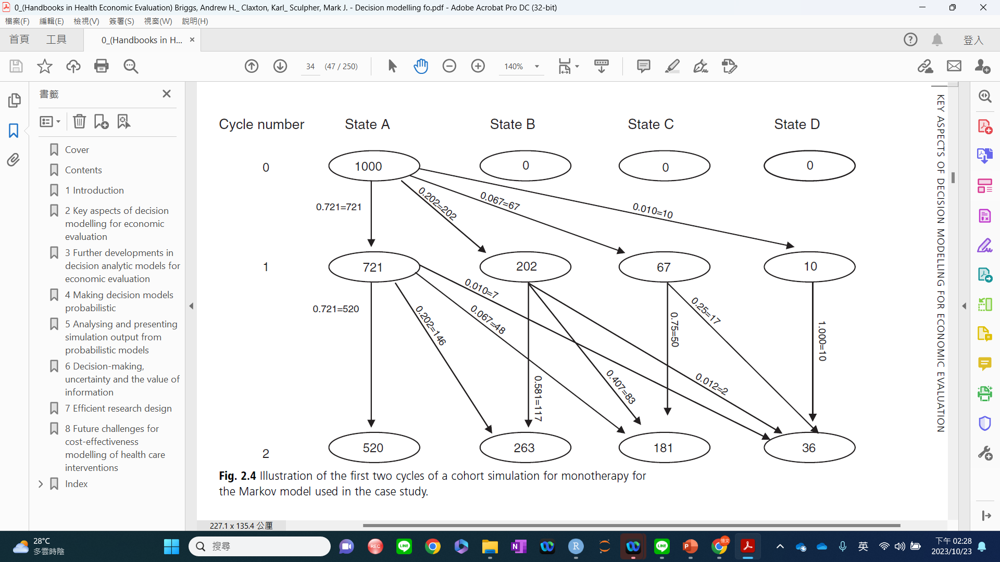 0_(Handbooks in Health Economic Evaluation) Briggs, Andrew H._ Claxton, Karl_ Sculpher, Mark J. - Decision modelling fo.pdf - Adobe Acrobat Pro DC (32-bit)
檔案(F) 編輯(E) 檢視(V) 簽署(S) 視窗(W) 說明(H)
首頁 工具 0_(Handbooks in H... × 登入
34 (47 / 250) 140%
書籤
Cover
Contents
1 Introduction
2 Key aspects of decision
modelling for economic
evaluation
3 Further developments in
decision analytic models for
economic evaluation
4 Making decision models
probabilistic
5 Analysing and presenting
simulation output from
probabilistic models
6 Decision-making,
uncertainty and the value of
information
7 Efficient research design
8 Future challenges for
cost-effectiveness
modelling of health care
interventions
Index
Cycle number State A State B State C State D
0 1000 0 0 0
0.721=721 0.202=202 0.067=67 0.010=10
1 721 202 67 10
0.721=520 0.202=146 0.067=48 0.010=7 0.581=117 0.407=83 0.012=2 0.75=50 0.25=17 1.000=10
2 520 263 181 36
Fig. 2.4 Illustration of the first two cycles of a cohort simulation for monotherapy for
the Markov model used in the case study.
KEY ASPECTS OF DECISION MODELLING FOR ECONOMIC EVALUATION
227.1 x 135.4 公厘
28°C
多雲時陰
搜尋
REC
LINE
N
R
LINE
P
英
下午 02:28
2023/10/23